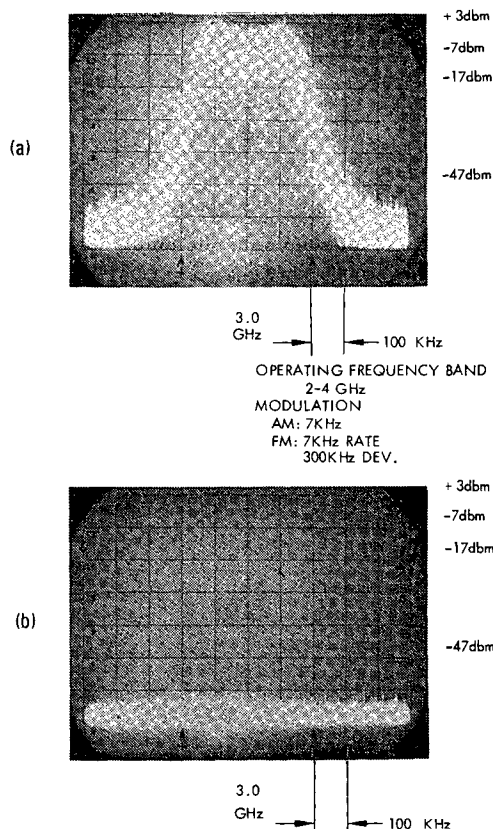 (a)
+ 3dbm
-7dbm
-17dbm
-47dbm
3.0
GHz
100 KHz
OPERATING FREQUENCY BAND
2-4 GHz
MODULATION
AM: 7KHz
FM: 7KHz RATE
300KHz DEV.
(b)
+ 3dbm
-7dbm
-17dbm
-47dbm
3.0
GHz
100 KHz